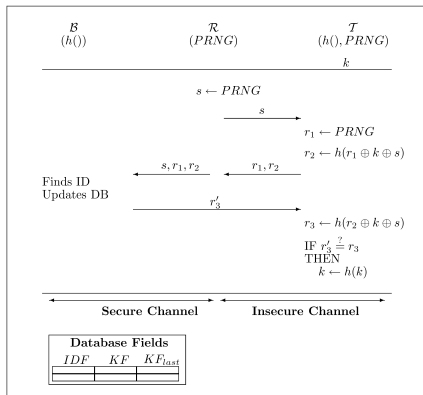 B R T
(h()) (PRNG) (h(), PRNG)
k
s ← PRNG
s
r₁ ← PRNG
r₂ ← h(r₁ ⊕ k ⊕ s)
s, r₁, r₂ r₁, r₂
Finds ID
Updates DB
r′₃
r₃ ← h(r₂ ⊕ k ⊕ s)
IF r′₃ ≟ r₃
THEN
k ← h(k)
Secure Channel Insecure Channel
Database Fields
IDF KF KF_last